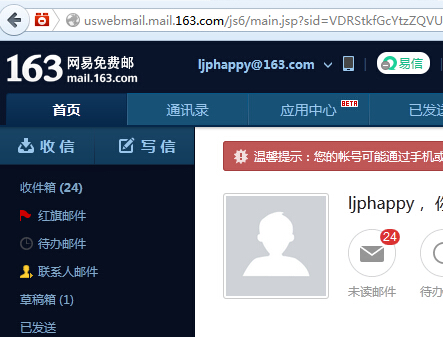 uswebmail.mail.163.com/js6/main.jsp?sid=VDRStkfGcYtzZQVU
163 网易免费邮
mail.163.com
ljphappy@163.com
易信
首页 通讯录 应用中心 BETA 已发送
收信 写信
温馨提示：您的帐号可能通过手机或
收件箱 (24)
ljphappy， 你
红旗邮件
24
待办邮件
联系人邮件
未读邮件 待办
草稿箱 (1)
已发送